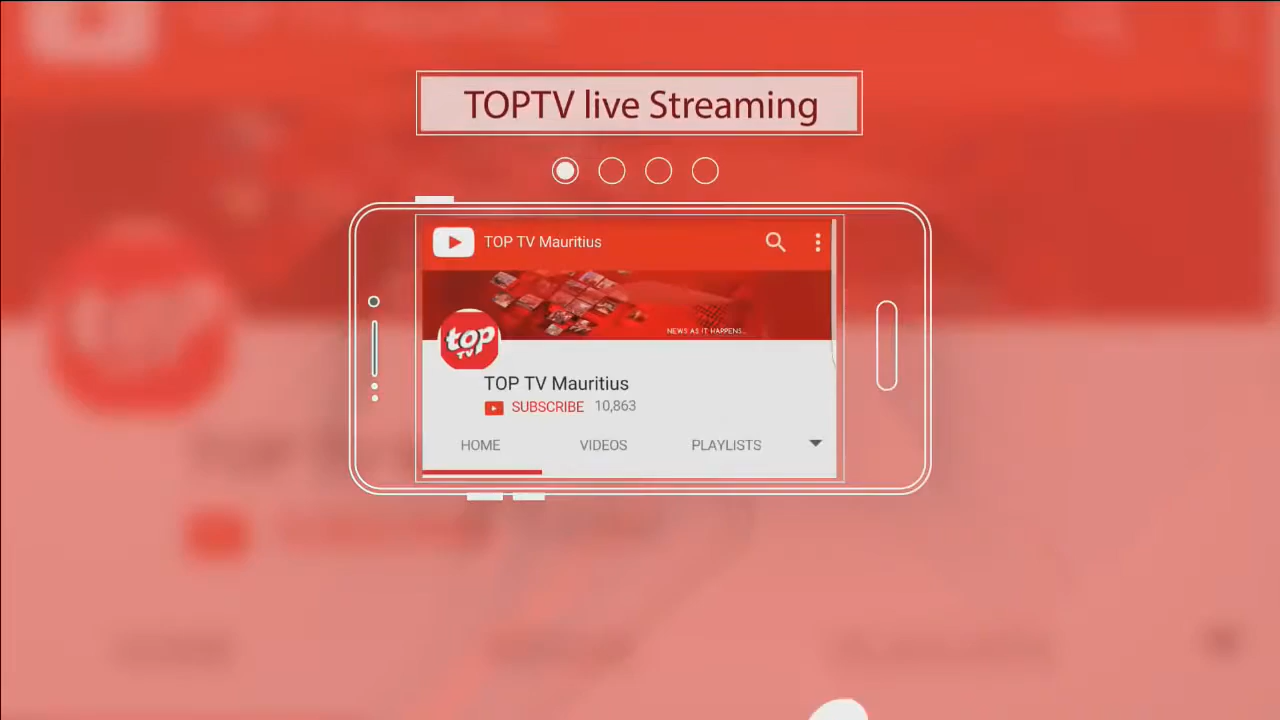 TOPTV live Streaming
TOP TV Mauritius
NEWS AS IT HAPPENS...
top
TV
TOP TV Mauritius
SUBSCRIBE 10,863
HOME VIDEOS PLAYLISTS